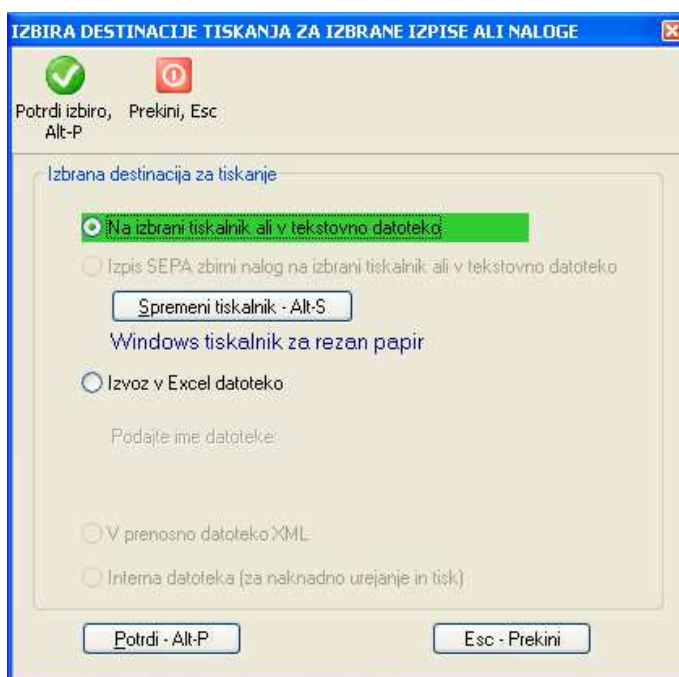 IZBIRA DESTINACIJE TISKANJA ZA IZBRANE IZPISE ALI NALOGE
Potrdi izbiro, Prekini, Esc
Alt-P
Izbrana destinacija za tiskanje
Na izbrani tiskalnik ali v tekstovno datoteko
Izpis SEPA zbirni nalog na izbrani tiskalnik ali v tekstovno datoteko
Spremeni tiskalnik - Alt-S
Windows tiskalnik za rezan papir
Izvoz v Excel datoteko
Podajte ime datoteke:
V prenosno datoteko XML
Interna datoteka (za naknadno urejanje in tisk)
Potrdi - Alt-P
Esc - Prekini